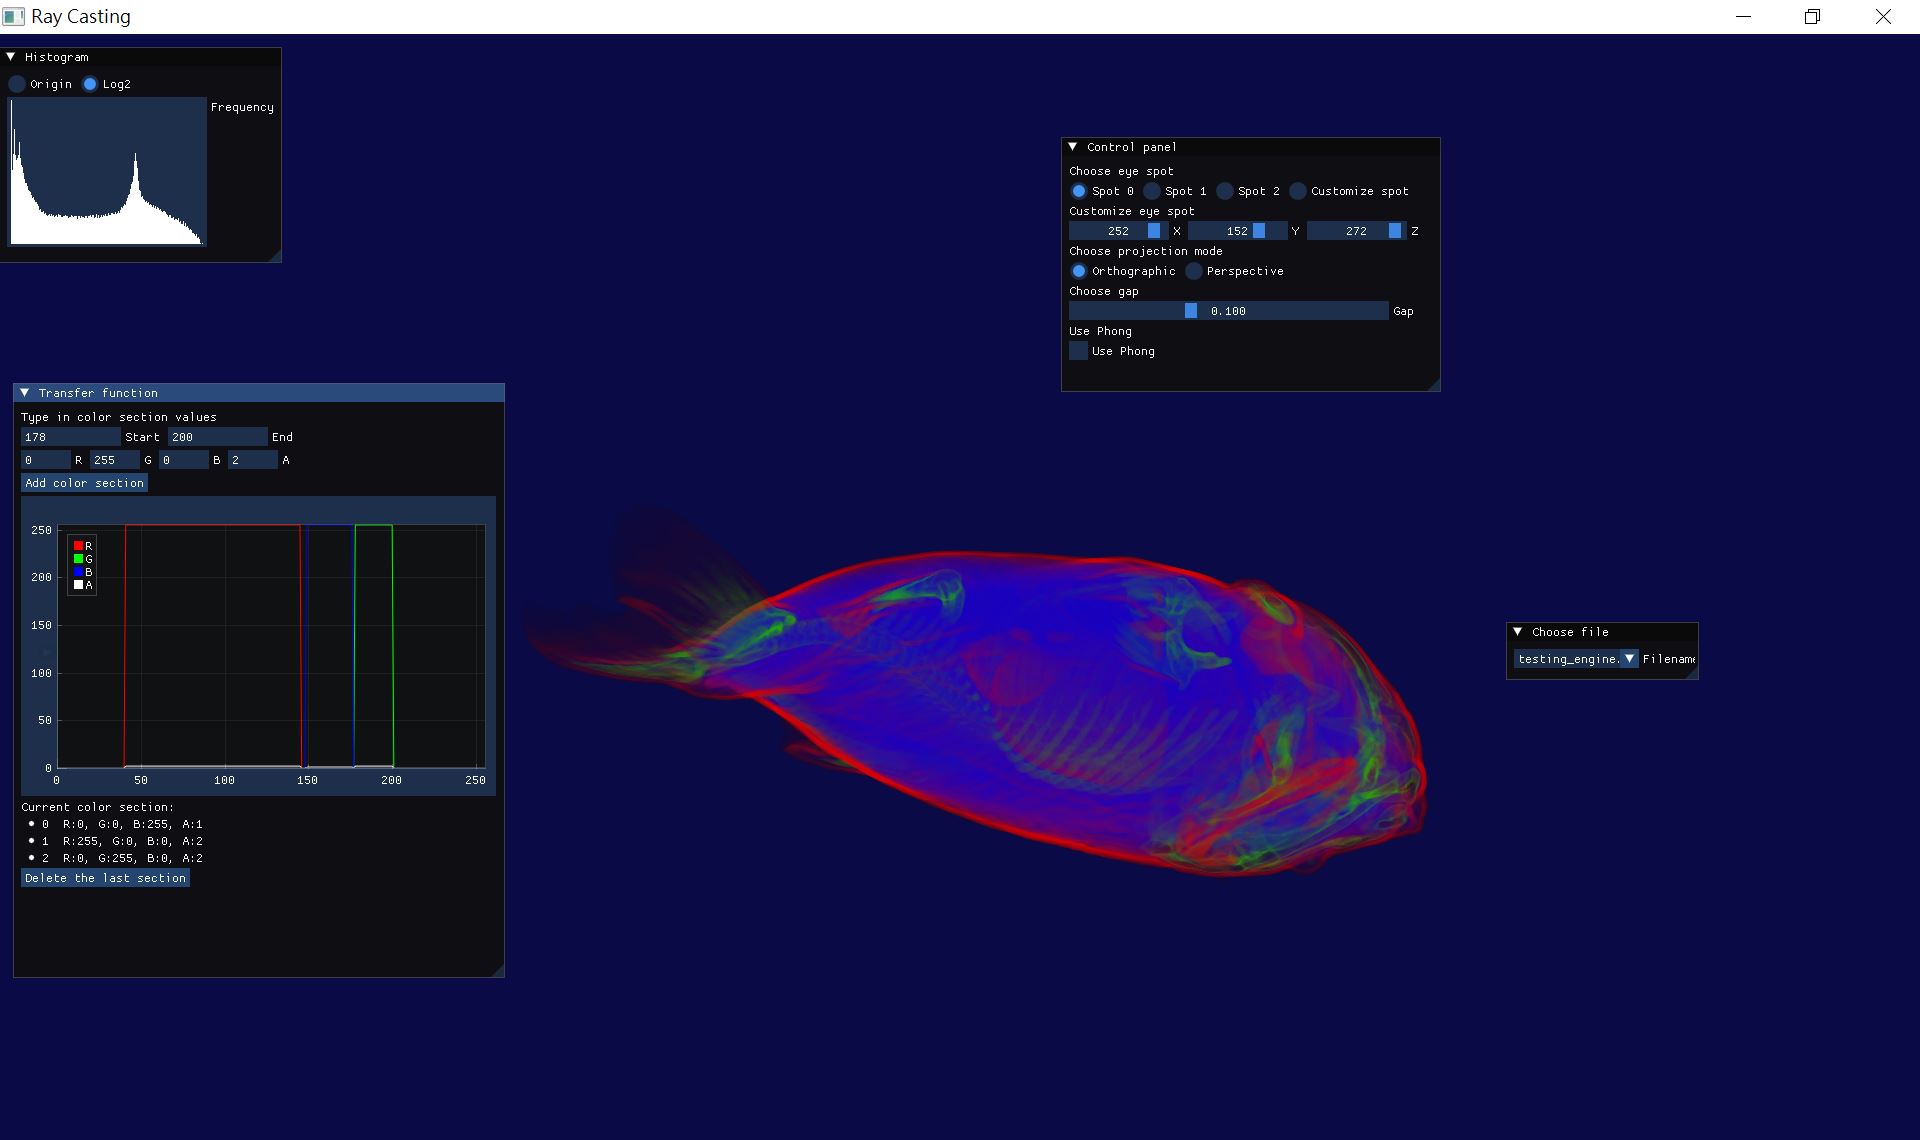 Ray Casting
Histogram
Origin Log2
Frequency
Control panel
Choose eye spot
Spot 0 Spot 1 Spot 2 Customize spot
Customize eye spot
252 X 152 Y 272 Z
Choose projection mode
Orthographic Perspective
Choose gap
0.100 Gap
Use Phong
Use Phong
Transfer function
Type in color section values
178 Start 200 End
0 R 255 G 0 B 2 A
Add color section
250
200
150
100
50
0
R
G
B
A
0 50 100 150 200 250
Current color section:
0 R:0, G:0, B:255, A:1
1 R:255, G:0, B:0, A:2
2 R:0, G:255, B:0, A:2
Delete the last section
Choose file
testing_engine. Filename